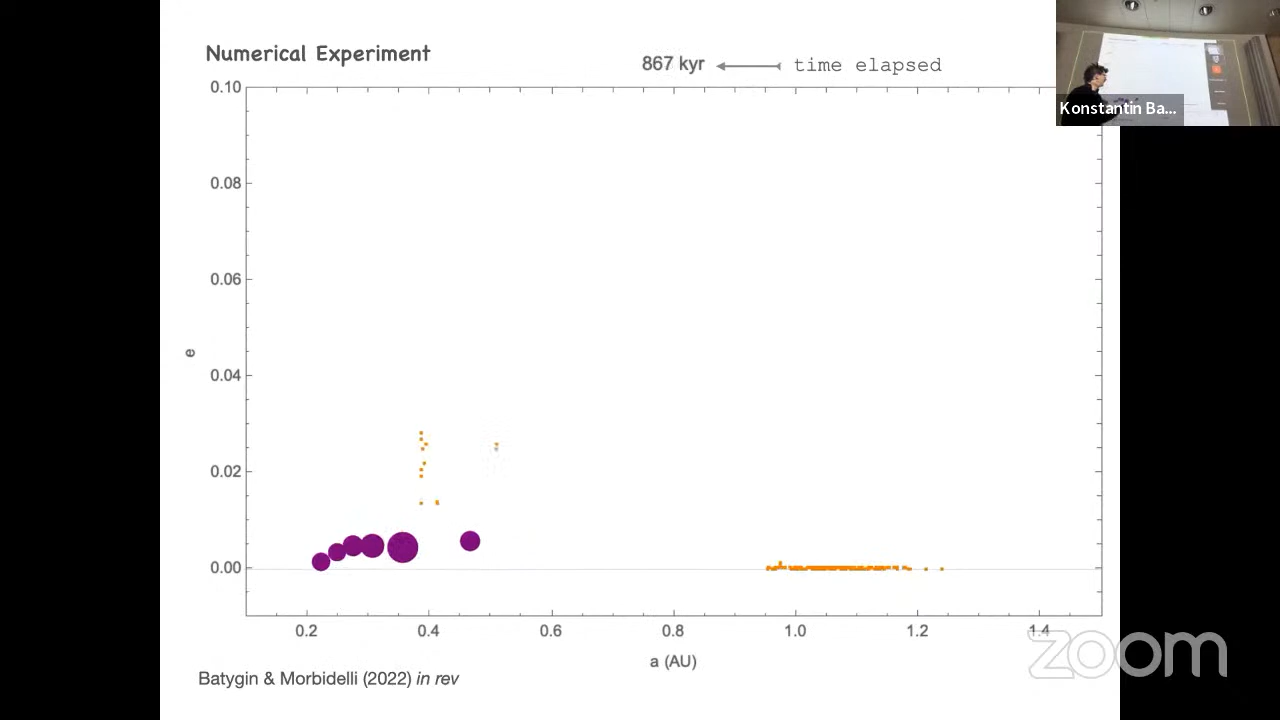 Numerical Experiment
867 kyr
time elapsed
Konstantin Ba...
0.10
0.08
0.06
0.04
0.02
0.00
e
0.2
0.4
0.6
0.8
1.0
1.2
1.4
a (AU)
Batygin & Morbidelli (2022) in rev
zoom